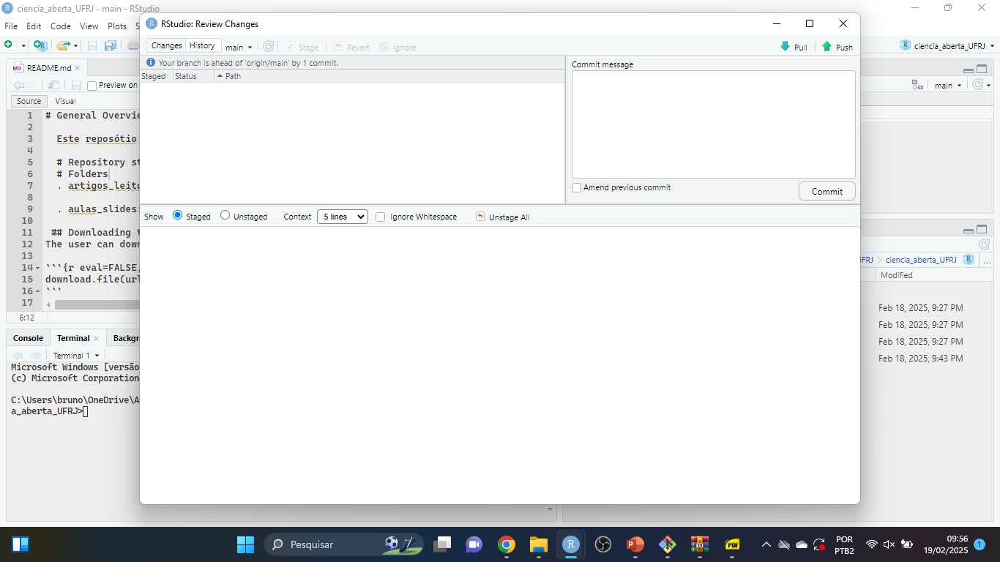 ciencia_aberta_UFRJ - main - RStudio
File Edit Code View Plots S
RStudio: Review Changes
Changes History main Stage Revert Ignore Pull Push
ciencia_aberta_UFRJ
Your branch is ahead of 'origin/main' by 1 commit.
Staged Status Path
Commit message
Amend previous commit
Commit
Show Staged Unstaged Context 5 lines Ignore Whitespace Unstage All
README.md
Preview on
Source Visual
1 # General Overvie
2
3 Este reposótio
4
5 # Repository st
6 # Folders
7 . artigos_leitu
8
9 . aulas_slides:
10
11 ## Downloading t
12 The user can down
13
14 ```{r eval=FALSE,
15 download.file(url
16 ```
17
6:12
main
Console Terminal Backgr
Terminal 1
Microsoft Windows [versão
(c) Microsoft Corporation
C:\Users\bruno\OneDrive\A
a_aberta_UFRJ>
FRJ ciencia_aberta_UFRJ ...
Modified
Feb 18, 2025, 9:27 PM
Feb 18, 2025, 9:27 PM
Feb 18, 2025, 9:27 PM
Feb 18, 2025, 9:43 PM
Pesquisar
POR
PTB2
09:56
19/02/2025
1